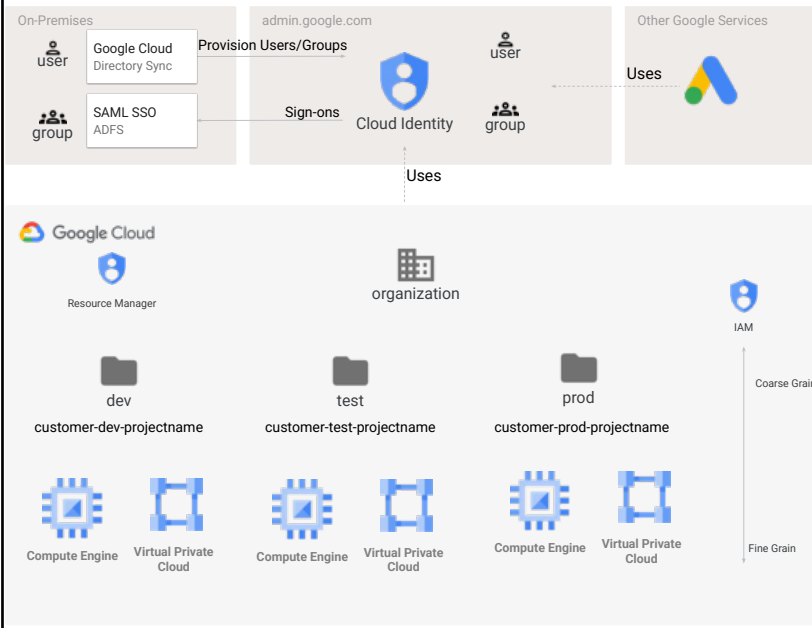 On-Premises
user
Google Cloud
Directory Sync
group
SAML SSO
ADFS
Provision Users/Groups
Sign-ons
admin.google.com
Cloud Identity
user
group
Other Google Services
Uses
Uses
Google Cloud
Resource Manager
organization
IAM
Coarse Grain
Fine Grain
dev
customer-dev-projectname
Compute Engine
Virtual Private
Cloud
test
customer-test-projectname
Compute Engine
Virtual Private
Cloud
prod
customer-prod-projectname
Compute Engine
Virtual Private
Cloud